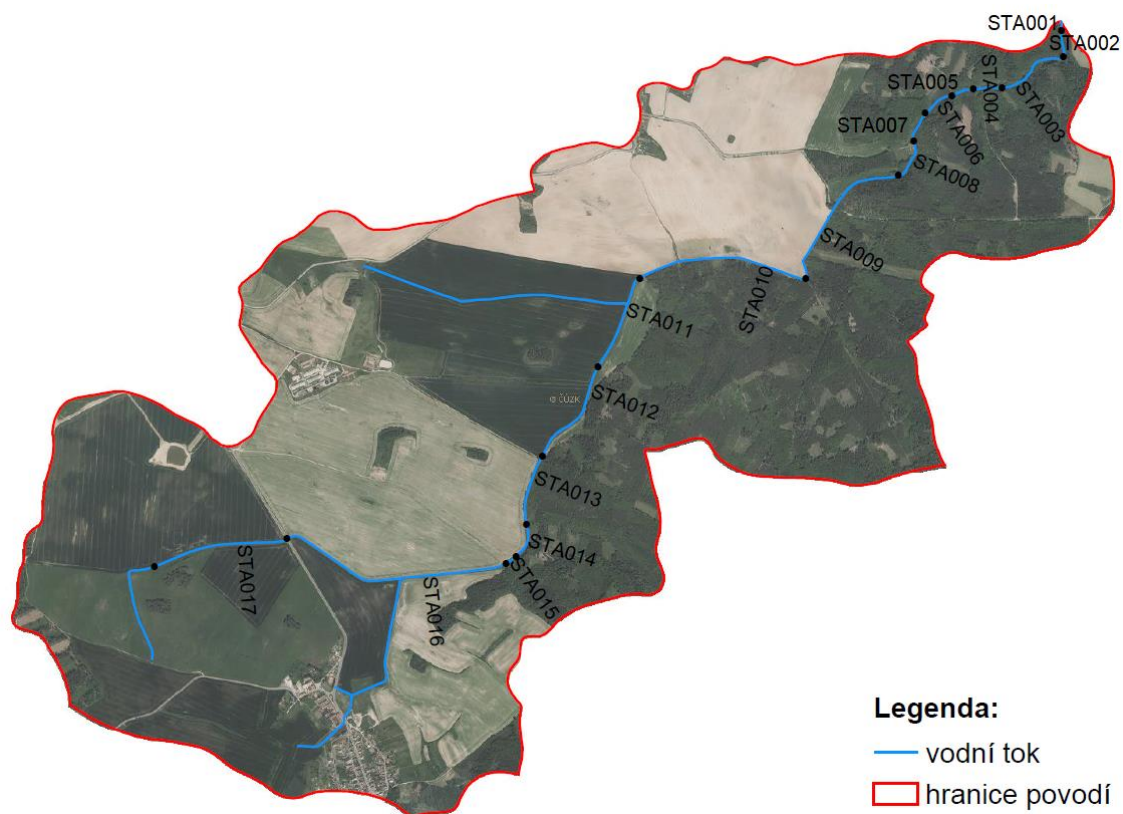 STA001
STA002
STA003
STA004
STA005
STA006
STA007
STA008
STA009
STA010
STA011
STA012
© ČÚZK
STA013
STA014
STA015
STA016
STA017
Legenda:
vodní tok
hranice povodí